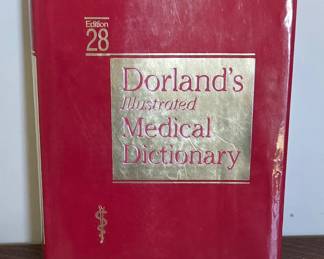 Edition
28
Dorland's
Illustrated
Medical
Dictionary